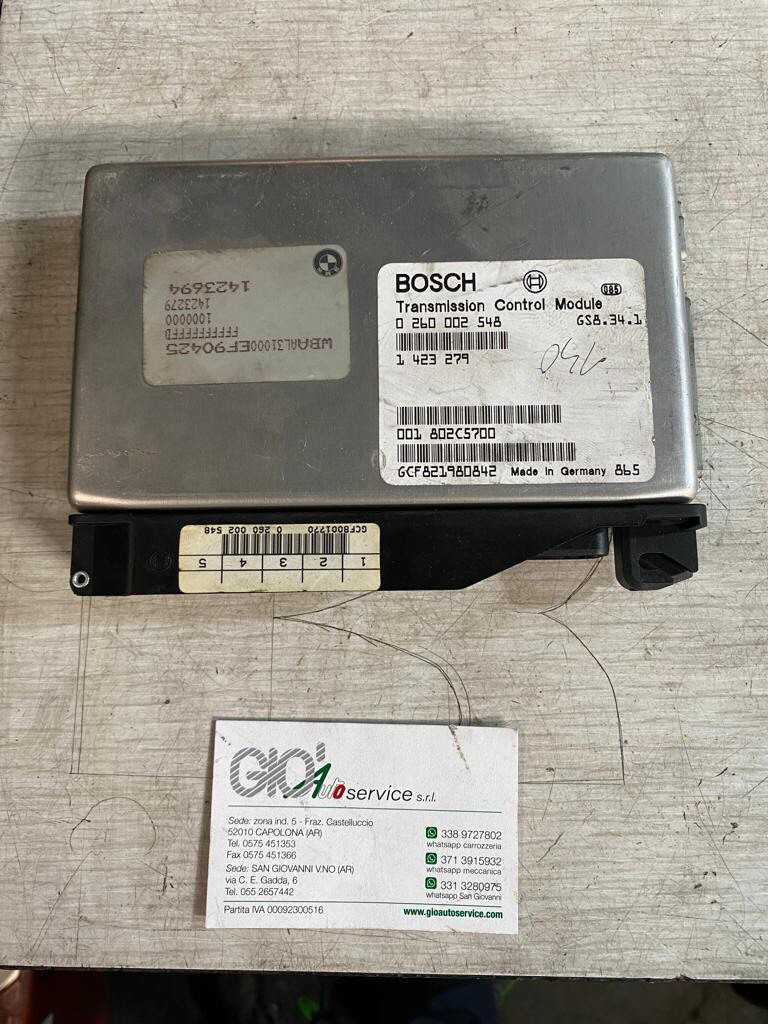 BOSCH
085
Transmission Control Module
0 260 002 548 GS8.34.1
1 423 279
001 802C5700
GCF821980842 Made in Germany 865
WBAAL31000EF90425
FFFFFFFFFD
1000000
1423279
1423694
1 2 3 4 5
GCF8001770 0 260 002 548
GIO' Auto service s.r.l.
Sede: zona ind. 5 - Fraz. Castelluccio
52010 CAPOLONA (AR)
Tel. 0575 451353
Fax 0575 451366
Sede: SAN GIOVANNI V.NO (AR)
via C. E. Gadda, 6
Tel. 055 2657442
Partita IVA 00092300516
338 9727802
whatsapp carrozzeria
371 3915932
whatsapp meccanica
331 3280975
whatsapp San Giovanni
www.gioautoservice.com